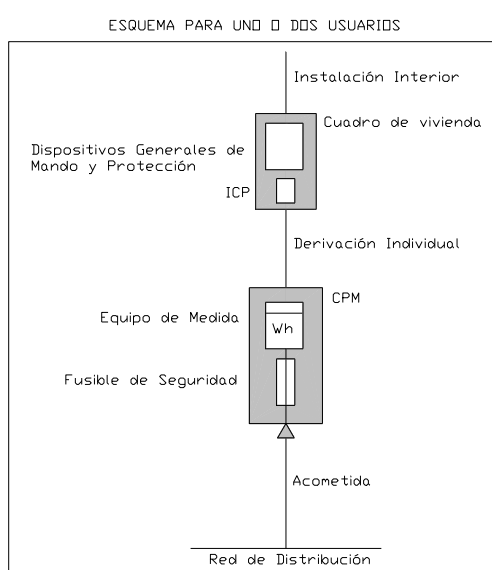 ESQUEMA PARA UNO O DOS USUARIOS
Instalación Interior
Cuadro de vivienda
Dispositivos Generales de
Mando y Protección
ICP
Derivación Individual
CPM
Equipo de Medida
Wh
Fusible de Seguridad
Acometida
Red de Distribución